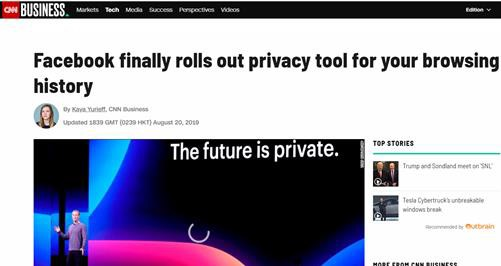 CNN BUSINESS
Markets Tech Media Success Perspectives Videos
Edition
Facebook finally rolls out privacy tool for your browsing
history
By Kaya Yurieff, CNN Business
Updated 1839 GMT (0239 HKT) August 20, 2019
The future is private.
TOP STORIES
Trump and Sondland meet on 'SNL'
Tesla Cybertruck's unbreakable
windows break
Recommended by Outbrain
MORE FROM CNN BUSINESS